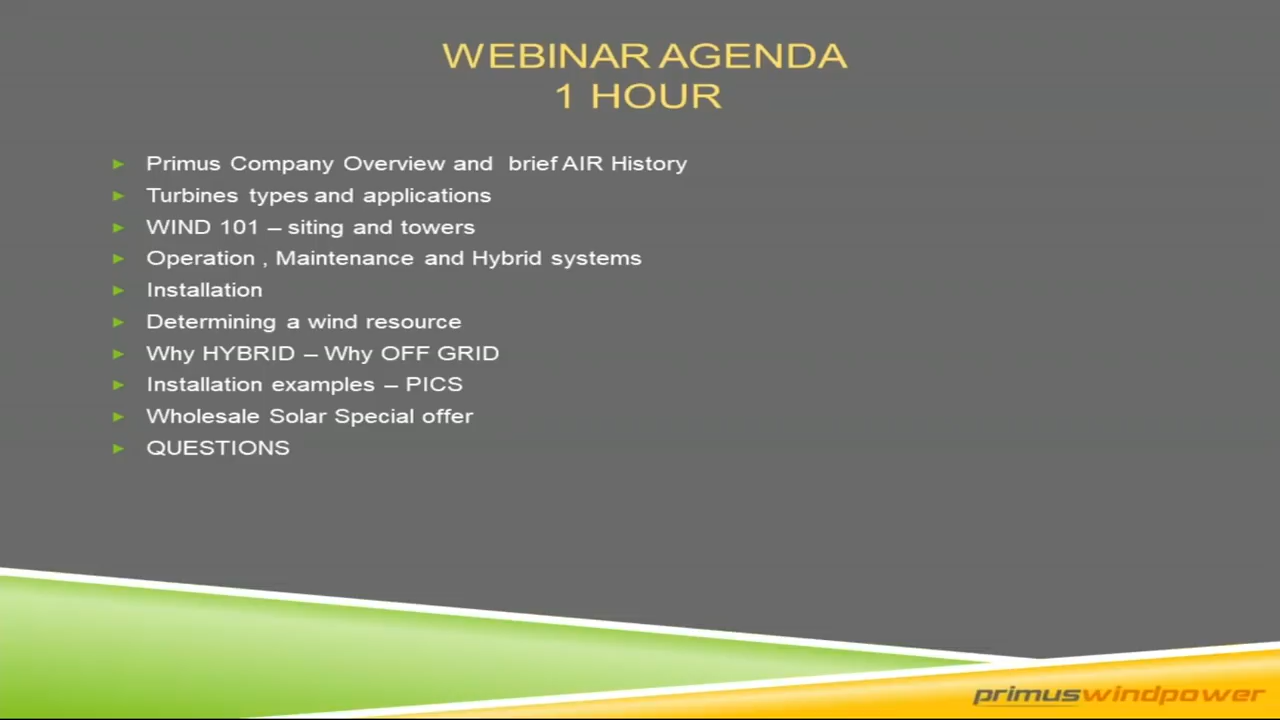 WEBINAR AGENDA
1 HOUR
Primus Company Overview and brief AIR History
Turbines types and applications
WIND 101 – siting and towers
Operation , Maintenance and Hybrid systems
Installation
Determining a wind resource
Why HYBRID – Why OFF GRID
Installation examples – PICS
Wholesale Solar Special offer
QUESTIONS
primuswindpower